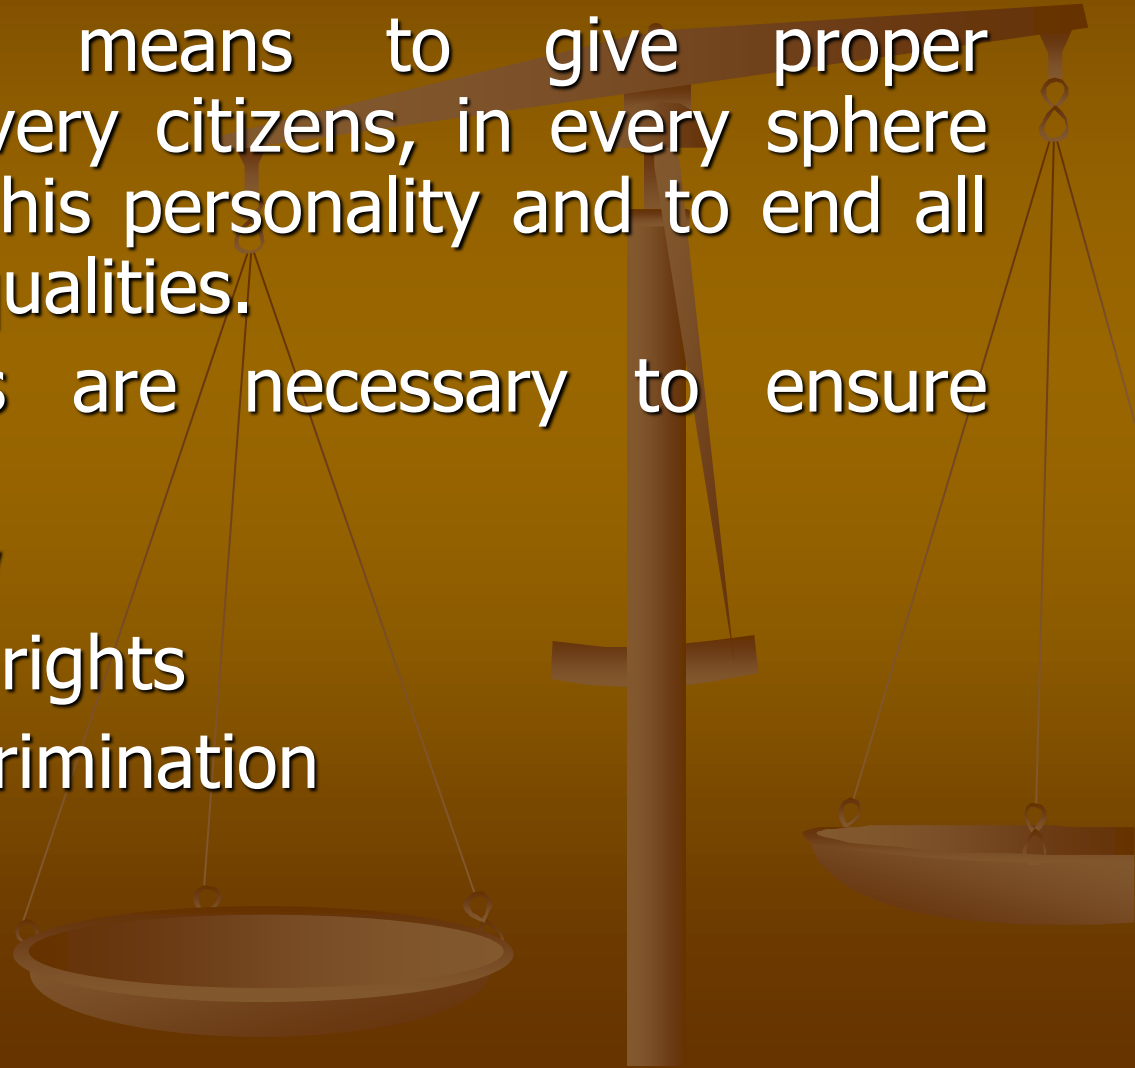 means to give proper
very citizens, in every sphere
his personality and to end all
qualities.
s are necessary to ensure
rights
rimination